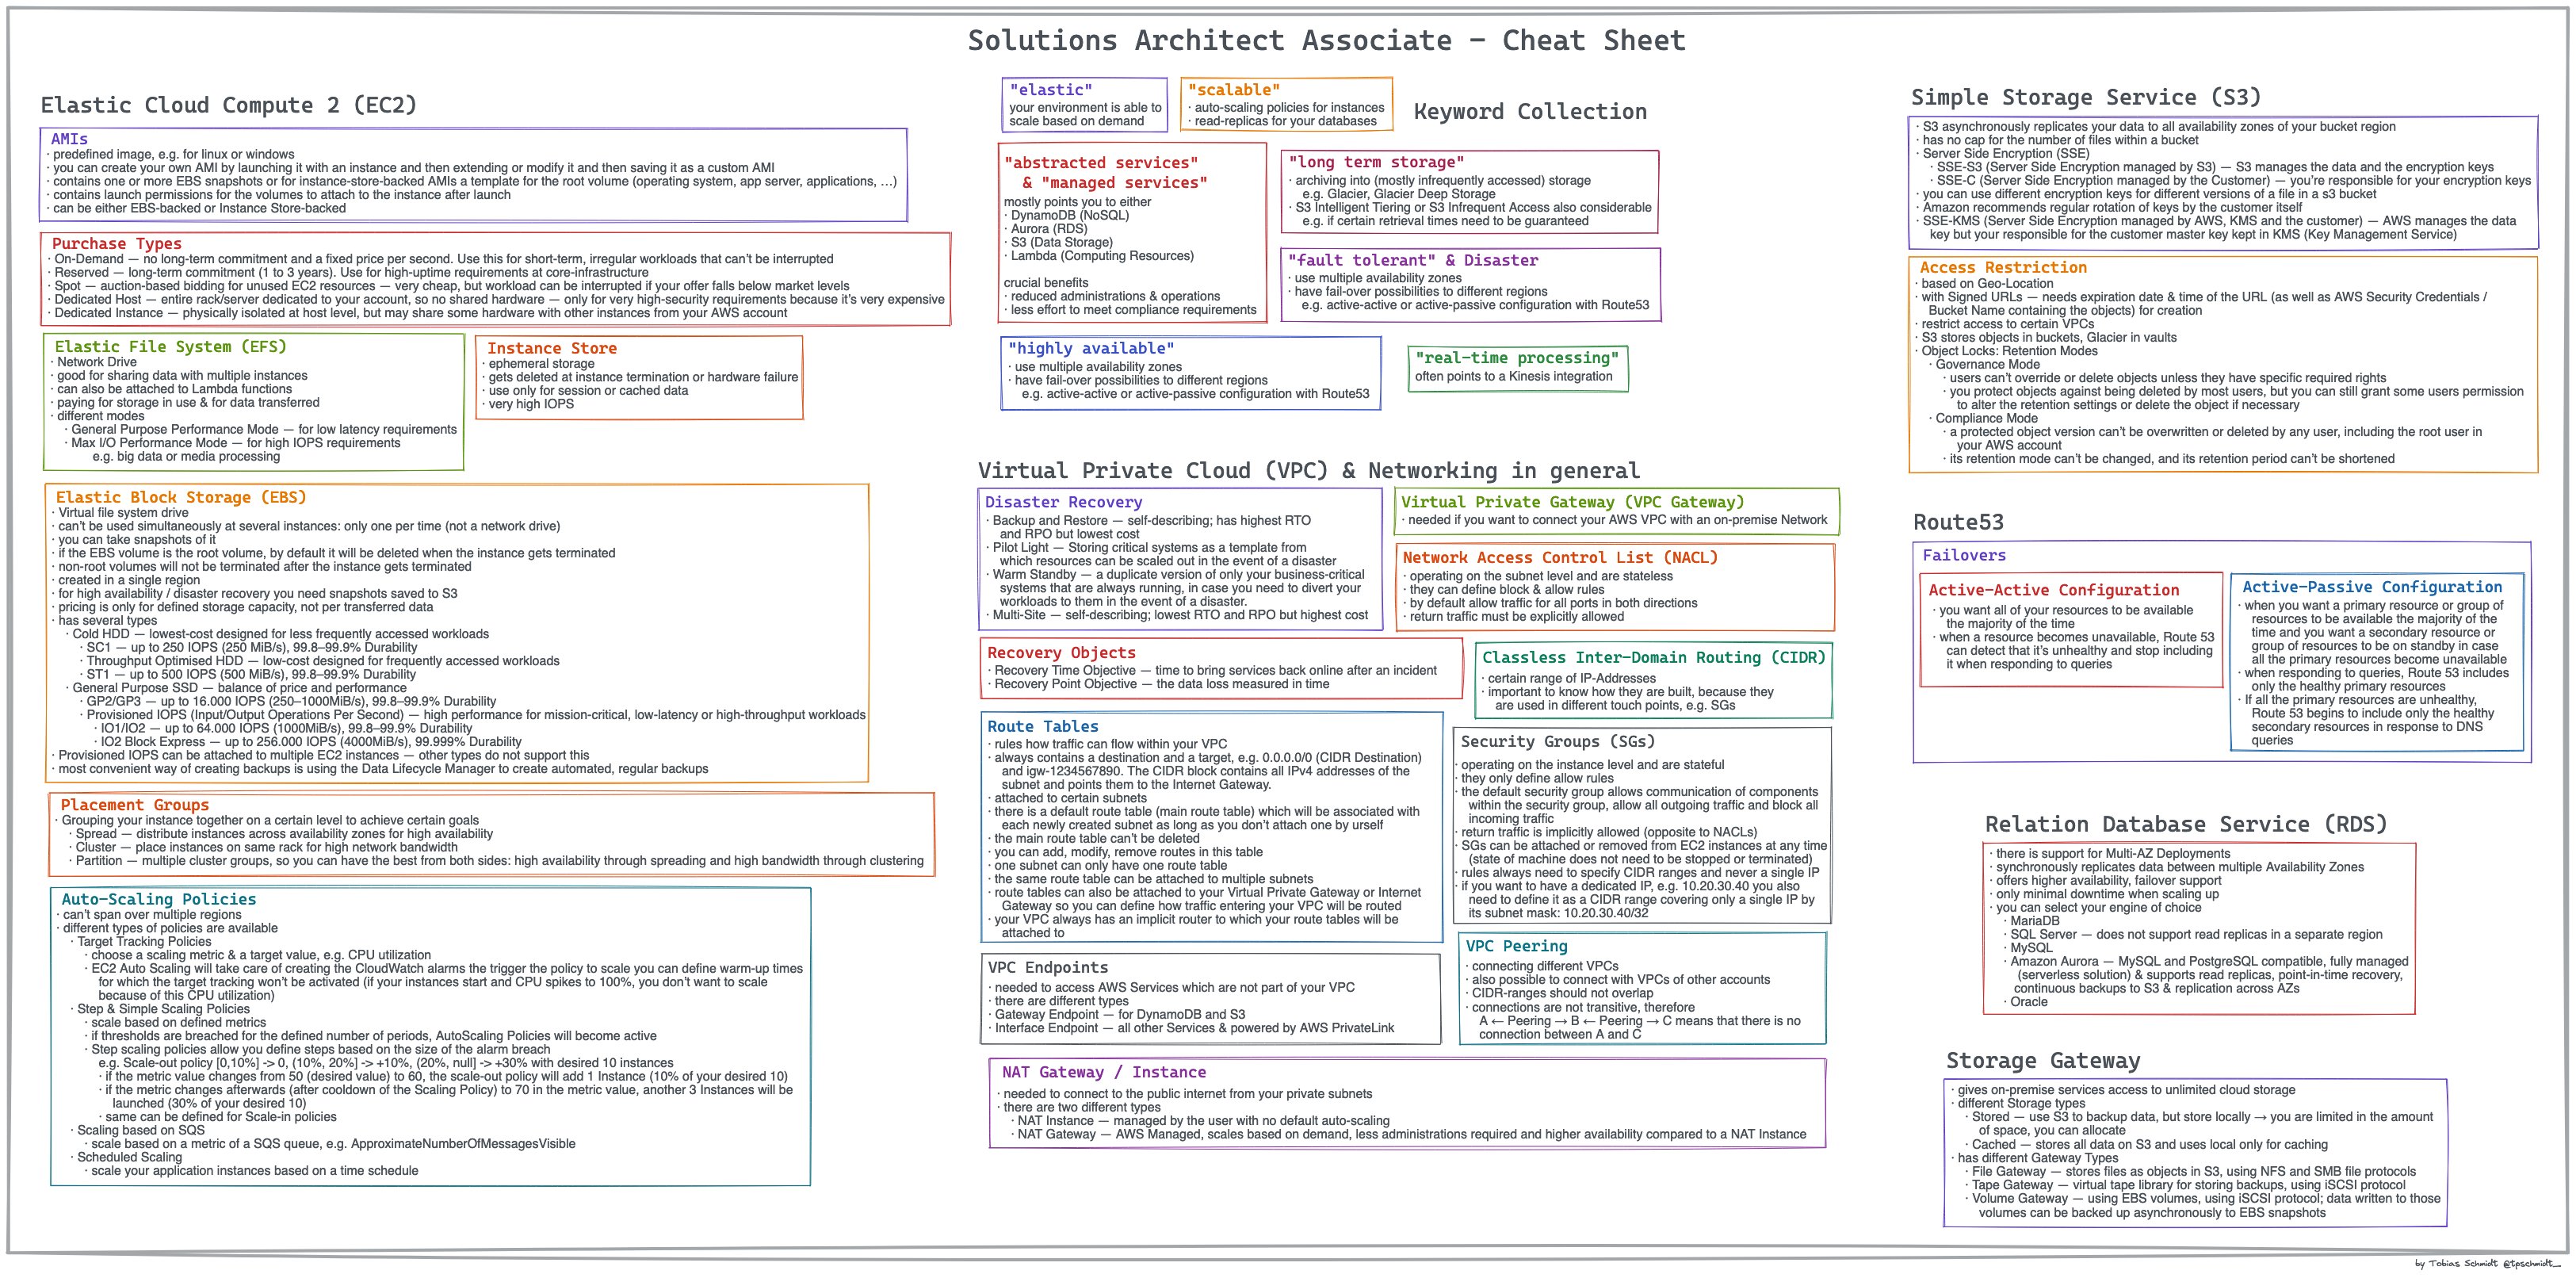 Solutions Architect Associate - Cheat Sheet
Elastic Cloud Compute 2 (EC2)
AMIs
· predefined image, e.g. for linux or windows
· you can create your own AMI by launching it with an instance and then extending or modify it and then saving it as a custom AMI
· contains one or more EBS snapshots or for instance-store-backed AMIs a template for the root volume (operating system, app server, applications, …)
· contains launch permissions for the volumes to attach to the instance after launch
· can be either EBS-backed or Instance Store-backed
Purchase Types
· On-Demand — no long-term commitment and a fixed price per second. Use this for short-term, irregular workloads that can't be interrupted
· Reserved — long-term commitment (1 to 3 years). Use for high-uptime requirements at core-infrastructure
· Spot — auction-based bidding for unused EC2 resources — very cheap, but workload can be interrupted if your offer falls below market levels
· Dedicated Host — entire rack/server dedicated to your account, so no shared hardware — only for very high-security requirements because it's very expensive
· Dedicated Instance — physically isolated at host level, but may share some hardware with other instances from your AWS account
Elastic File System (EFS)
· Network Drive
· good for sharing data with multiple instances
· can also be attached to Lambda functions
· paying for storage in use & for data transferred
· different modes
· General Purpose Performance Mode — for low latency requirements
· Max I/O Performance Mode — for high IOPS requirements
e.g. big data or media processing
Instance Store
· ephemeral storage
· gets deleted at instance termination or hardware failure
· use only for session or cached data
· very high IOPS
Elastic Block Storage (EBS)
· Virtual file system drive
· can't be used simultaneously at several instances: only one per time (not a network drive)
· you can take snapshots of it
· if the EBS volume is the root volume, by default it will be deleted when the instance gets terminated
· non-root volumes will not be terminated after the instance gets terminated
· created in a single region
· for high availability / disaster recovery you need snapshots saved to S3
· pricing is only for defined storage capacity, not per transferred data
· has several types
· Cold HDD — lowest-cost designed for less frequently accessed workloads
· SC1 — up to 250 IOPS (250 MiB/s), 99.8–99.9% Durability
· Throughput Optimised HDD — low-cost designed for frequently accessed workloads
· ST1 — up to 500 IOPS (500 MiB/s), 99.8–99.9% Durability
· General Purpose SSD — balance of price and performance
· GP2/GP3 — up to 16.000 IOPS (250–1000MiB/s), 99.8–99.9% Durability
· Provisioned IOPS (Input/Output Operations Per Second) — high performance for mission-critical, low-latency or high-throughput workloads
· IO1/IO2 — up to 64.000 IOPS (1000MiB/s), 99.8–99.9% Durability
· IO2 Block Express — up to 256.000 IOPS (4000MiB/s), 99.999% Durability
· Provisioned IOPS can be attached to multiple EC2 instances — other types do not support this
· most convenient way of creating backups is using the Data Lifecycle Manager to create automated, regular backups
Placement Groups
· Grouping your instance together on a certain level to achieve certain goals
· Spread — distribute instances across availability zones for high availability
· Cluster — place instances on same rack for high network bandwidth
· Partition — multiple cluster groups, so you can have the best from both sides: high availability through spreading and high bandwidth through clustering
Auto-Scaling Policies
· can't span over multiple regions
· different types of policies are available
· Target Tracking Policies
· choose a scaling metric & a target value, e.g. CPU utilization
· EC2 Auto Scaling will take care of creating the CloudWatch alarms the trigger the policy to scale you can define warm-up times
for which the target tracking won't be activated (if your instances start and CPU spikes to 100%, you don't want to scale
because of this CPU utilization)
· Step & Simple Scaling Policies
· scale based on defined metrics
· if thresholds are breached for the defined number of periods, AutoScaling Policies will become active
· Step scaling policies allow you define steps based on the size of the alarm breach
e.g. Scale-out policy [0,10%] -> 0, (10%, 20%] -> +10%, (20%, null] -> +30% with desired 10 instances
· if the metric value changes from 50 (desired value) to 60, the scale-out policy will add 1 Instance (10% of your desired 10)
· if the metric changes afterwards (after cooldown of the Scaling Policy) to 70 in the metric value, another 3 Instances will be
launched (30% of your desired 10)
· same can be defined for Scale-in policies
· Scaling based on SQS
· scale based on a metric of a SQS queue, e.g. ApproximateNumberOfMessagesVisible
· Scheduled Scaling
· scale your application instances based on a time schedule
"elastic"
your environment is able to
scale based on demand
"scalable"
· auto-scaling policies for instances
· read-replicas for your databases
Keyword Collection
"abstracted services"
& "managed services"
mostly points you to either
· DynamoDB (NoSQL)
· Aurora (RDS)
· S3 (Data Storage)
· Lambda (Computing Resources)
crucial benefits
· reduced administrations & operations
· less effort to meet compliance requirements
"long term storage"
· archiving into (mostly infrequently accessed) storage
e.g. Glacier, Glacier Deep Storage
· S3 Intelligent Tiering or S3 Infrequent Access also considerable
e.g. if certain retrieval times need to be guaranteed
"fault tolerant" & Disaster
· use multiple availability zones
· have fail-over possibilities to different regions
e.g. active-active or active-passive configuration with Route53
"highly available"
· use multiple availability zones
· have fail-over possibilities to different regions
e.g. active-active or active-passive configuration with Route53
"real-time processing"
often points to a Kinesis integration
Virtual Private Cloud (VPC) & Networking in general
Disaster Recovery
· Backup and Restore — self-describing; has highest RTO
and RPO but lowest cost
· Pilot Light — Storing critical systems as a template from
which resources can be scaled out in the event of a disaster
· Warm Standby — a duplicate version of only your business-critical
systems that are always running, in case you need to divert your
workloads to them in the event of a disaster.
· Multi-Site — self-describing; lowest RTO and RPO but highest cost
Virtual Private Gateway (VPC Gateway)
· needed if you want to connect your AWS VPC with an on-premise Network
Network Access Control List (NACL)
· operating on the subnet level and are stateless
· they can define block & allow rules
· by default allow traffic for all ports in both directions
· return traffic must be explicitly allowed
Recovery Objects
· Recovery Time Objective — time to bring services back online after an incident
· Recovery Point Objective — the data loss measured in time
Classless Inter-Domain Routing (CIDR)
· certain range of IP-Addresses
· important to know how they are built, because they
are used in different touch points, e.g. SGs
Route Tables
· rules how traffic can flow within your VPC
· always contains a destination and a target, e.g. 0.0.0.0/0 (CIDR Destination)
and igw-1234567890. The CIDR block contains all IPv4 addresses of the
subnet and points them to the Internet Gateway.
· attached to certain subnets
· there is a default route table (main route table) which will be associated with
each newly created subnet as long as you don't attach one by urself
· the main route table can't be deleted
· you can add, modify, remove routes in this table
· one subnet can only have one route table
· the same route table can be attached to multiple subnets
· route tables can also be attached to your Virtual Private Gateway or Internet
Gateway so you can define how traffic entering your VPC will be routed
· your VPC always has an implicit router to which your route tables will be
attached to
Security Groups (SGs)
· operating on the instance level and are stateful
· they only define allow rules
· the default security group allows communication of components
within the security group, allow all outgoing traffic and block all
incoming traffic
· return traffic is implicitly allowed (opposite to NACLs)
· SGs can be attached or removed from EC2 instances at any time
(state of machine does not need to be stopped or terminated)
· rules always need to specify CIDR ranges and never a single IP
· if you want to have a dedicated IP, e.g. 10.20.30.40 you also
need to define it as a CIDR range covering only a single IP by
its subnet mask: 10.20.30.40/32
VPC Endpoints
· needed to access AWS Services which are not part of your VPC
· there are different types
· Gateway Endpoint — for DynamoDB and S3
· Interface Endpoint — all other Services & powered by AWS PrivateLink
VPC Peering
· connecting different VPCs
· also possible to connect with VPCs of other accounts
· CIDR-ranges should not overlap
· connections are not transitive, therefore
A ← Peering → B ← Peering → C means that there is no
connection between A and C
NAT Gateway / Instance
· needed to connect to the public internet from your private subnets
· there are two different types
· NAT Instance — managed by the user with no default auto-scaling
· NAT Gateway — AWS Managed, scales based on demand, less administrations required and higher availability compared to a NAT Instance
Simple Storage Service (S3)
· S3 asynchronously replicates your data to all availability zones of your bucket region
· has no cap for the number of files within a bucket
· Server Side Encryption (SSE)
· SSE-S3 (Server Side Encryption managed by S3) — S3 manages the data and the encryption keys
· SSE-C (Server Side Encryption managed by the Customer) — you're responsible for your encryption keys
· you can use different encryption keys for different versions of a file in a s3 bucket
· Amazon recommends regular rotation of keys by the customer itself
· SSE-KMS (Server Side Encryption managed by AWS, KMS and the customer) — AWS manages the data
key but your responsible for the customer master key kept in KMS (Key Management Service)
Access Restriction
· based on Geo-Location
· with Signed URLs — needs expiration date & time of the URL (as well as AWS Security Credentials /
Bucket Name containing the objects) for creation
· restrict access to certain VPCs
· S3 stores objects in buckets, Glacier in vaults
· Object Locks: Retention Modes
· Governance Mode
· users can't override or delete objects unless they have specific required rights
· you protect objects against being deleted by most users, but you can still grant some users permission
to alter the retention settings or delete the object if necessary
· Compliance Mode
· a protected object version can't be overwritten or deleted by any user, including the root user in
your AWS account
· its retention mode can't be changed, and its retention period can't be shortened
Route53
Failovers
Active-Active Configuration
· you want all of your resources to be available
the majority of the time
· when a resource becomes unavailable, Route 53
can detect that it's unhealthy and stop including
it when responding to queries
Active-Passive Configuration
· when you want a primary resource or group of
resources to be available the majority of the
time and you want a secondary resource or
group of resources to be on standby in case
all the primary resources become unavailable
· when responding to queries, Route 53 includes
only the healthy primary resources
· If all the primary resources are unhealthy,
Route 53 begins to include only the healthy
secondary resources in response to DNS
queries
Relation Database Service (RDS)
· there is support for Multi-AZ Deployments
· synchronously replicates data between multiple Availability Zones
· offers higher availability, failover support
· only minimal downtime when scaling up
· you can select your engine of choice
· MariaDB
· SQL Server — does not support read replicas in a separate region
· MySQL
· Amazon Aurora — MySQL and PostgreSQL compatible, fully managed
(serverless solution) & supports read replicas, point-in-time recovery,
continuous backups to S3 & replication across AZs
· Oracle
Storage Gateway
· gives on-premise services access to unlimited cloud storage
· different Storage types
· Stored — use S3 to backup data, but store locally → you are limited in the amount
of space, you can allocate
· Cached — stores all data on S3 and uses local only for caching
· has different Gateway Types
· File Gateway — stores files as objects in S3, using NFS and SMB file protocols
· Tape Gateway — virtual tape library for storing backups, using iSCSI protocol
· Volume Gateway — using EBS volumes, using iSCSI protocol; data written to those
volumes can be backed up asynchronously to EBS snapshots
by Tobias Schmidt @tpschmidt_